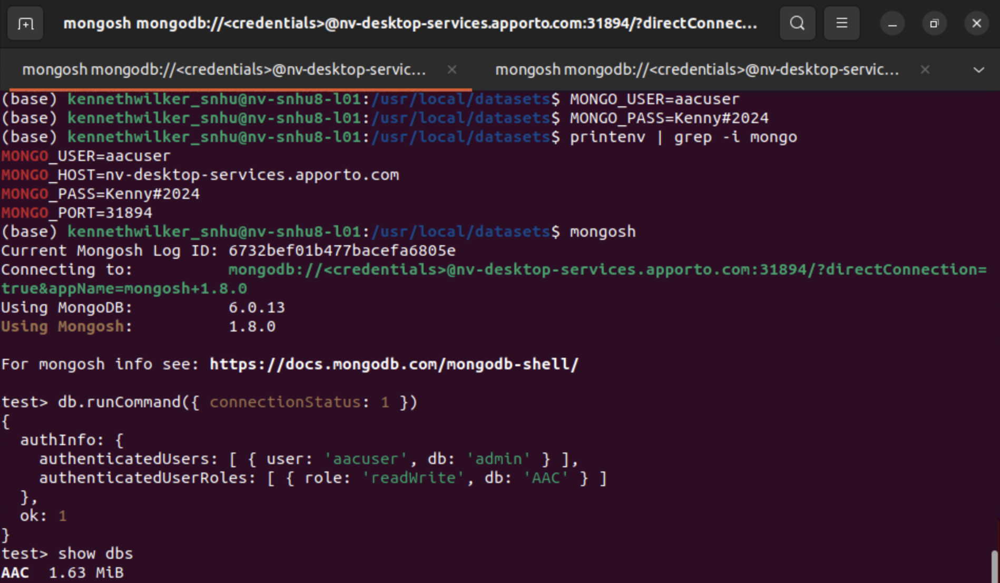 mongosh mongodb://<credentials>@nv-desktop-services.apporto.com:31894/?directConnec...
mongosh mongodb://<credentials>@nv-desktop-servic...
mongosh mongodb://<credentials>@nv-desktop-servic...
(base) kennethwilker_snhu@nv-snhu8-l01:/usr/local/datasets$ MONGO_USER=aacuser
(base) kennethwilker_snhu@nv-snhu8-l01:/usr/local/datasets$ MONGO_PASS=Kenny#2024
(base) kennethwilker_snhu@nv-snhu8-l01:/usr/local/datasets$ printenv | grep -i mongo
MONGO_USER=aacuser
MONGO_HOST=nv-desktop-services.apporto.com
MONGO_PASS=Kenny#2024
MONGO_PORT=31894
(base) kennethwilker_snhu@nv-snhu8-l01:/usr/local/datasets$ mongosh
Current Mongosh Log ID: 6732bef01b477bacefa6805e
Connecting to:          mongodb://<credentials>@nv-desktop-services.apporto.com:31894/?directConnection=
true&appName=mongosh+1.8.0
Using MongoDB:          6.0.13
Using Mongosh:          1.8.0
For mongosh info see: https://docs.mongodb.com/mongodb-shell/
test> db.runCommand({ connectionStatus: 1 })
{
  authInfo: {
    authenticatedUsers: [ { user: 'aacuser', db: 'admin' } ],
    authenticatedUserRoles: [ { role: 'readWrite', db: 'AAC' } ]
  },
  ok: 1
}
test> show dbs
AAC  1.63 MiB